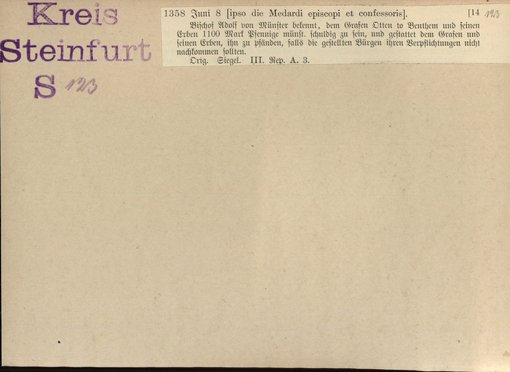 Kreis
Steinfurt
S 123
1358 Juni 8 [ipso die Medardi episcopi et confessoris]. [14 123
Bischof Adolf von Münster bekennt, dem Grafen Otten to Benthem und seinen
Erben 1100 Mark Pfennige münst. schuldig zu sein, und gestattet dem Grafen und
seinen Erben, ihn zu pfänden, falls die gestellten Bürgen ihren Verpflichtungen nicht
nachkommen sollten.
Orig. Siegel. III. Rep. A. 3.